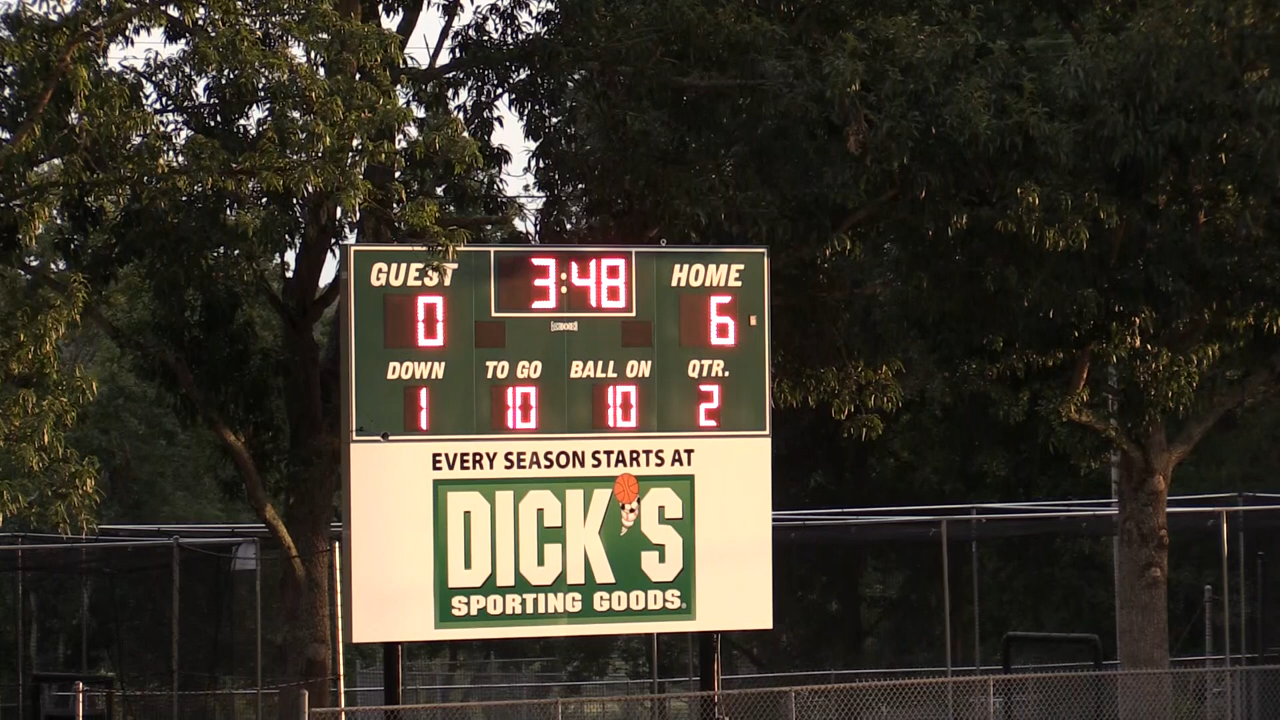 GUEST 3:48 HOME
0 6
DOWN TO GO BALL ON QTR.
1 10 10 2
EVERY SEASON STARTS AT
DICK'S
SPORTING GOODS